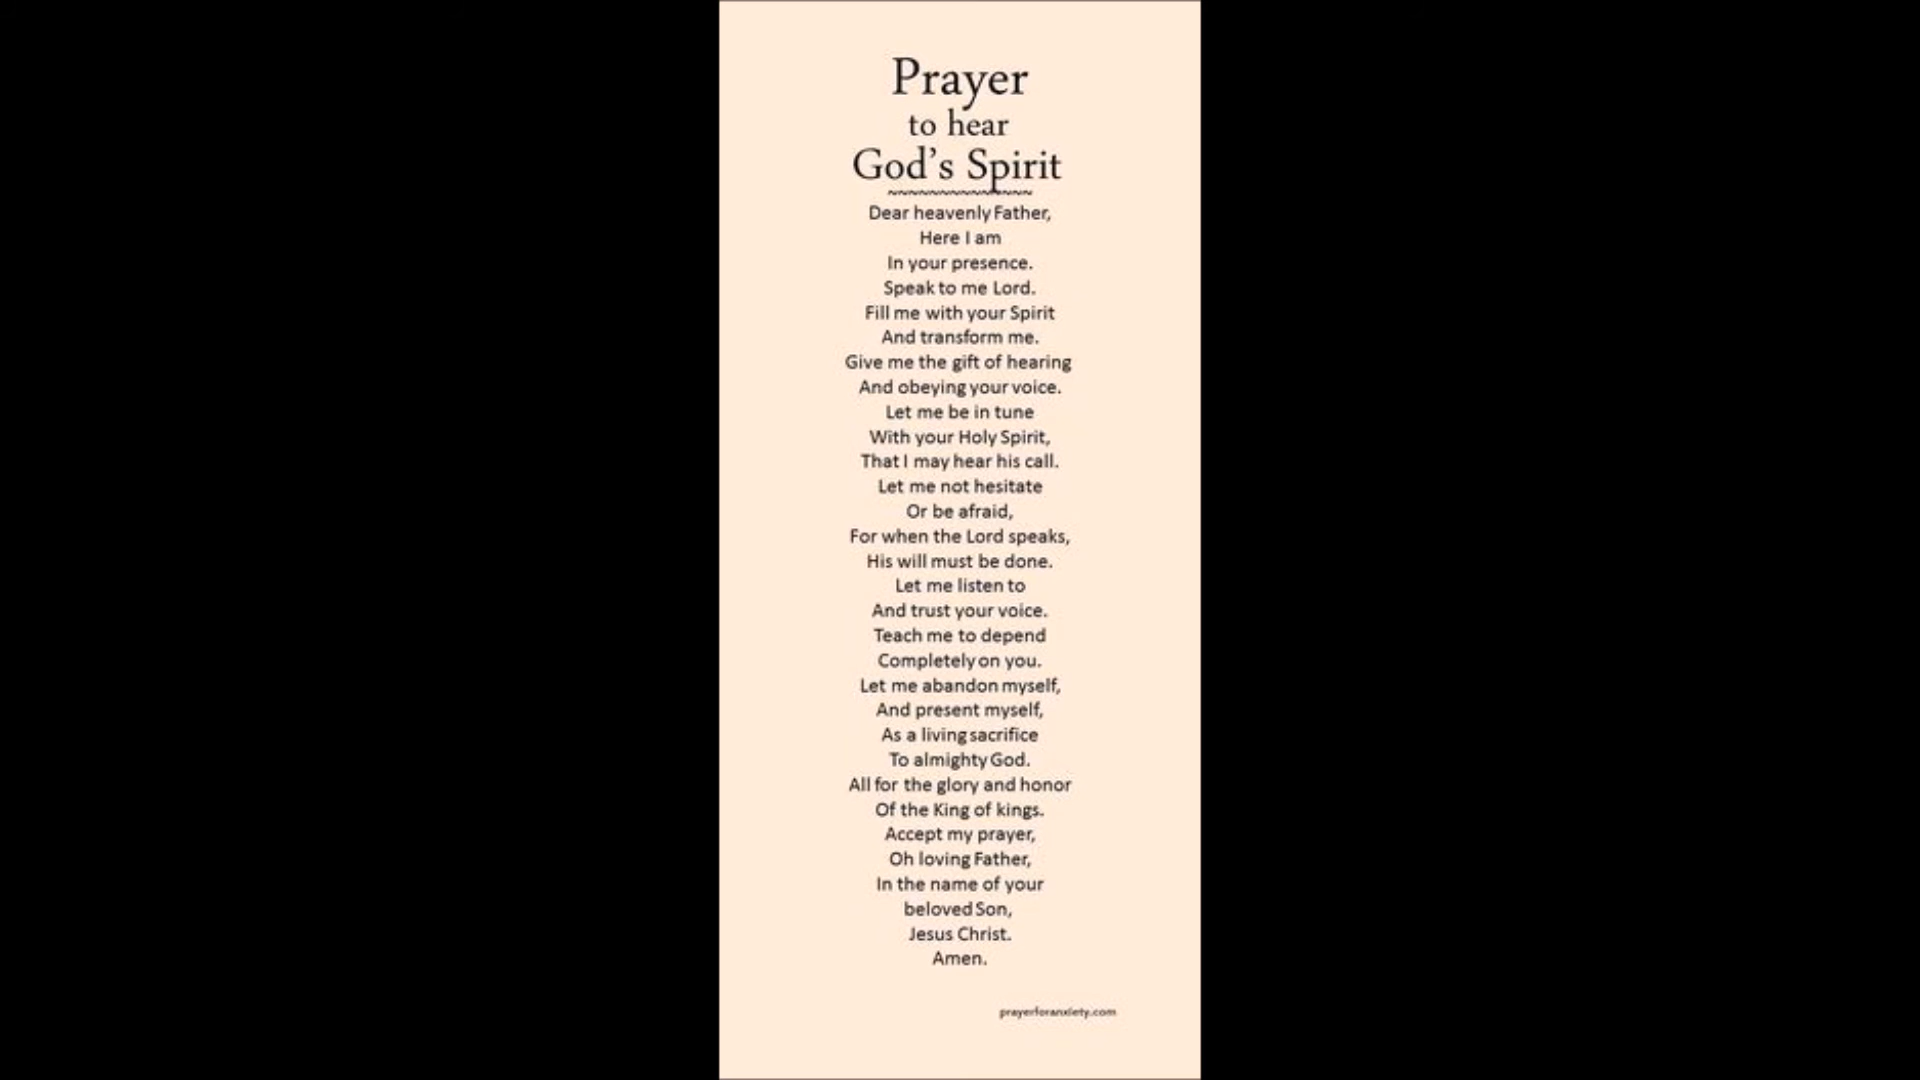 Prayer
to hear
God's Spirit
~~~~~~~~~~~~~~
Dear heavenly Father,
Here I am
In your presence.
Speak to me Lord.
Fill me with your Spirit
And transform me.
Give me the gift of hearing
And obeying your voice.
Let me be in tune
With your Holy Spirit,
That I may hear his call.
Let me not hesitate
Or be afraid,
For when the Lord speaks,
His will must be done.
Let me listen to
And trust your voice.
Teach me to depend
Completely on you.
Let me abandon myself,
And present myself,
As a living sacrifice
To almighty God.
All for the glory and honor
Of the King of kings.
Accept my prayer,
Oh loving Father,
In the name of your
beloved Son,
Jesus Christ.
Amen.
prayerforanxiety.com